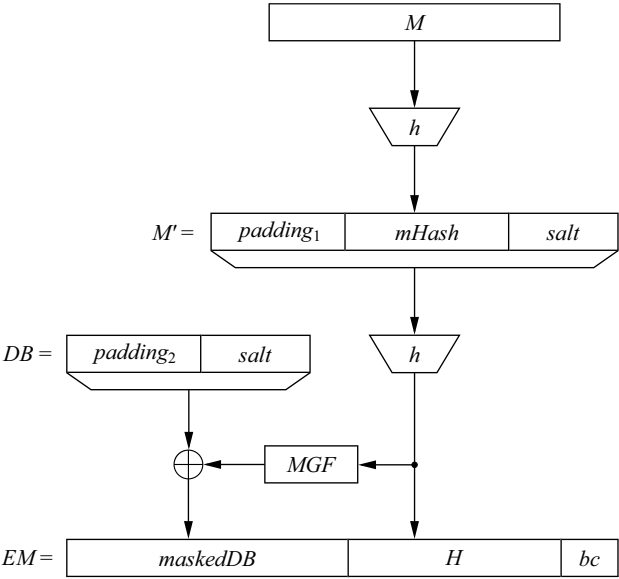 M
h
M' = padding₁ mHash salt
DB = padding₂ salt
h
MGF
EM = maskedDB H bc